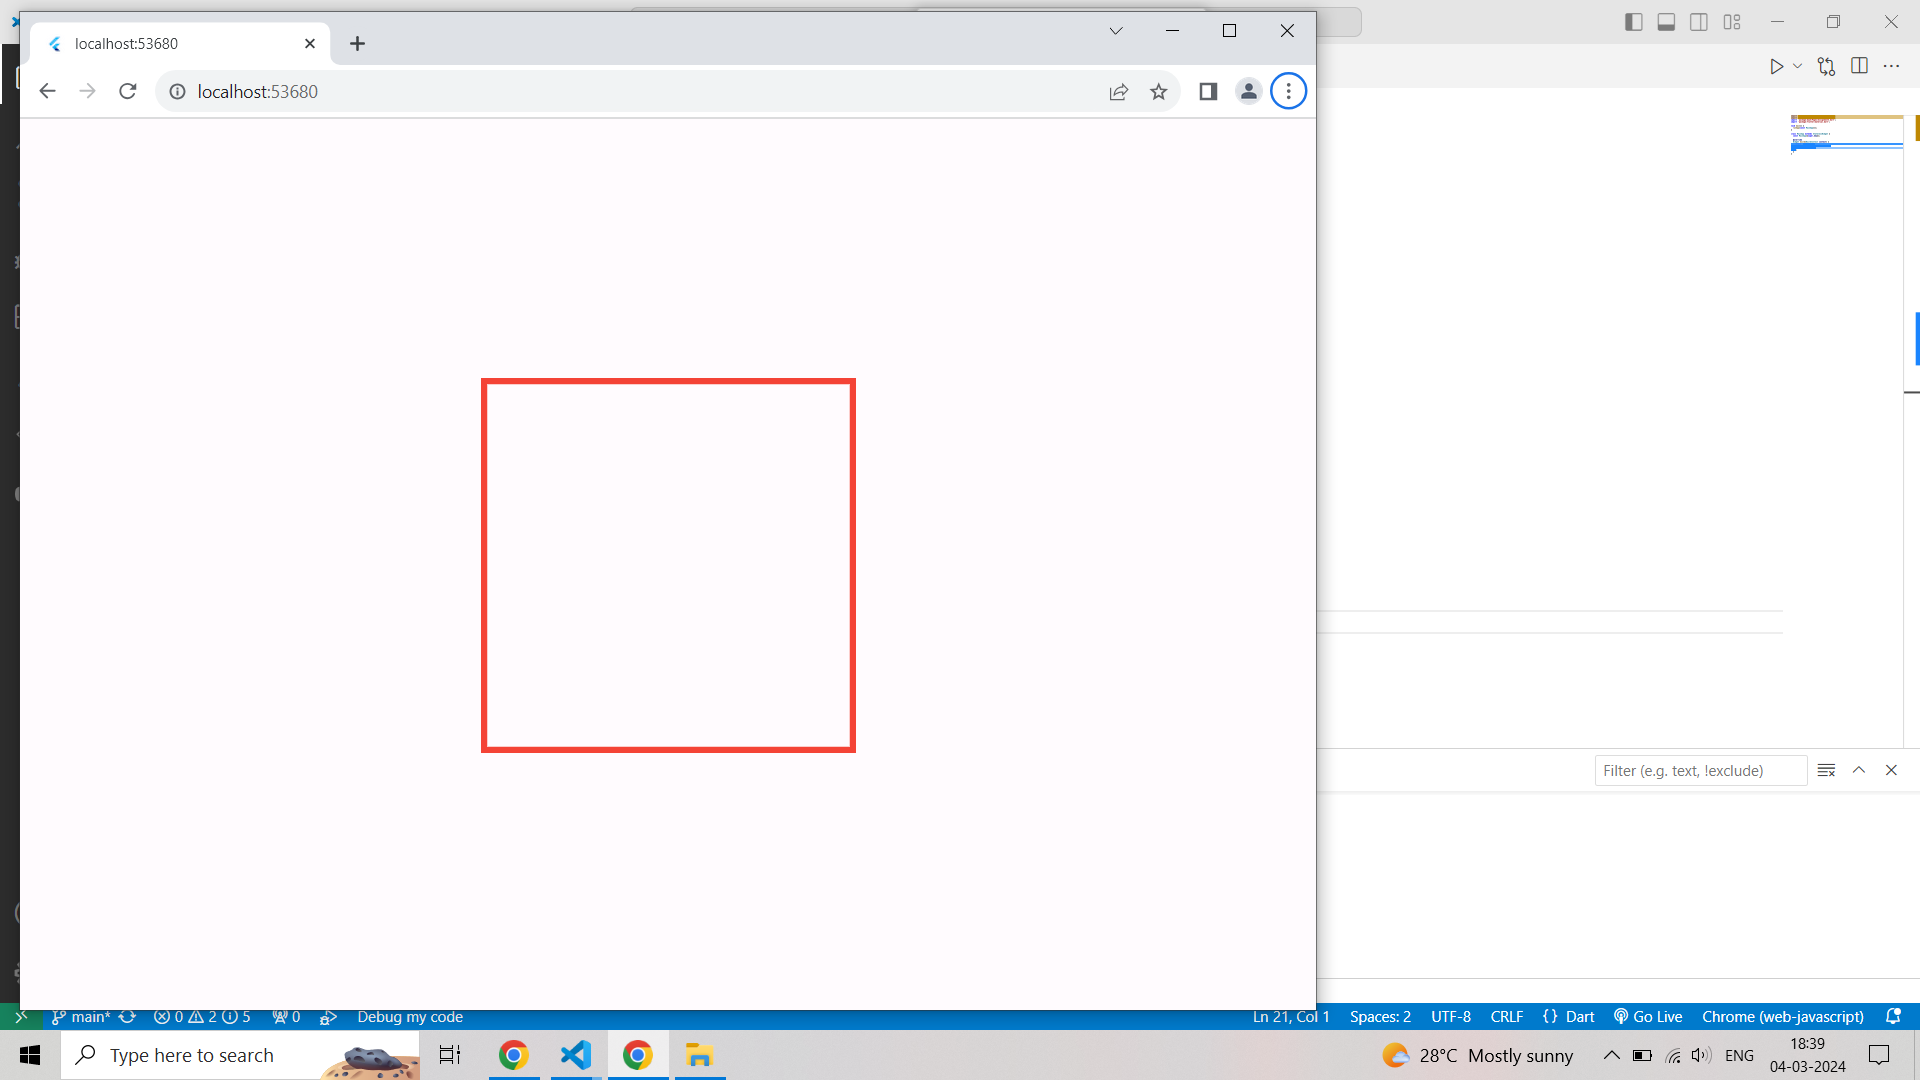 localhost:53680
localhost:53680
Filter (e.g. text, !exclude)
main* 0 2 5 0 Debug my code Ln 21, Col 1 Spaces: 2 UTF-8 CRLF {} Dart Go Live Chrome (web-javascript)
Type here to search 28°C Mostly sunny ENG 18:39
04-03-2024